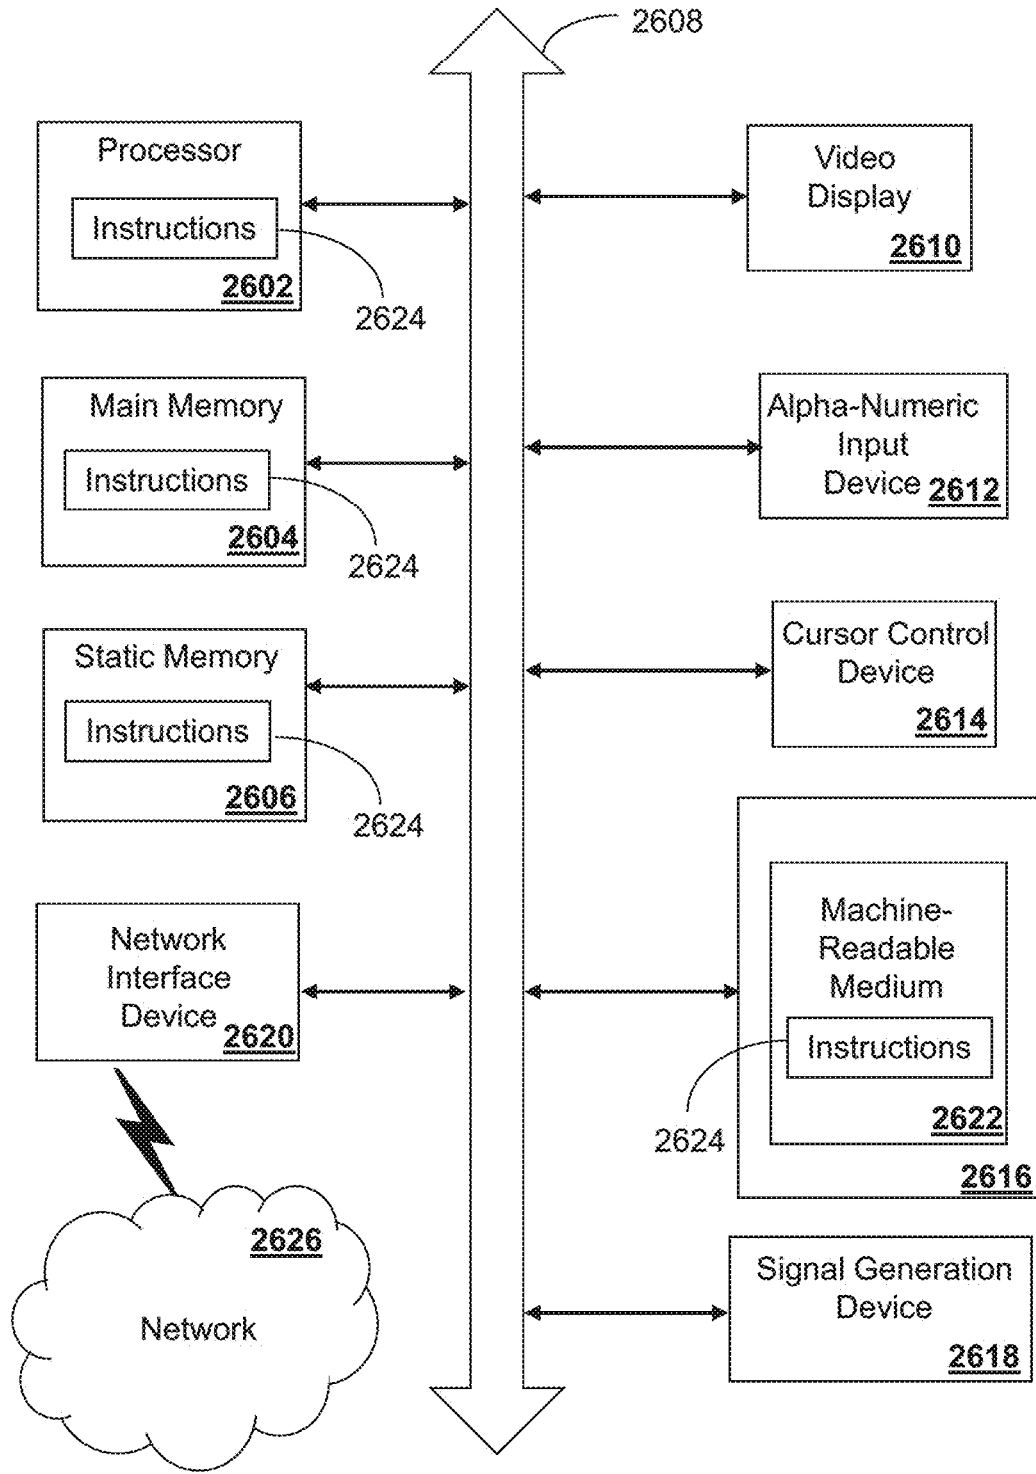 2608
Processor
Instructions
2602
2624
Main Memory
Instructions
2604
2624
Static Memory
Instructions
2606
2624
Network
Interface
Device
2620
2626
Network
Video
Display
2610
Alpha-Numeric
Input
Device
2612
Cursor Control
Device
2614
Machine-
Readable
Medium
Instructions
2624
2622
2616
Signal Generation
Device
2618